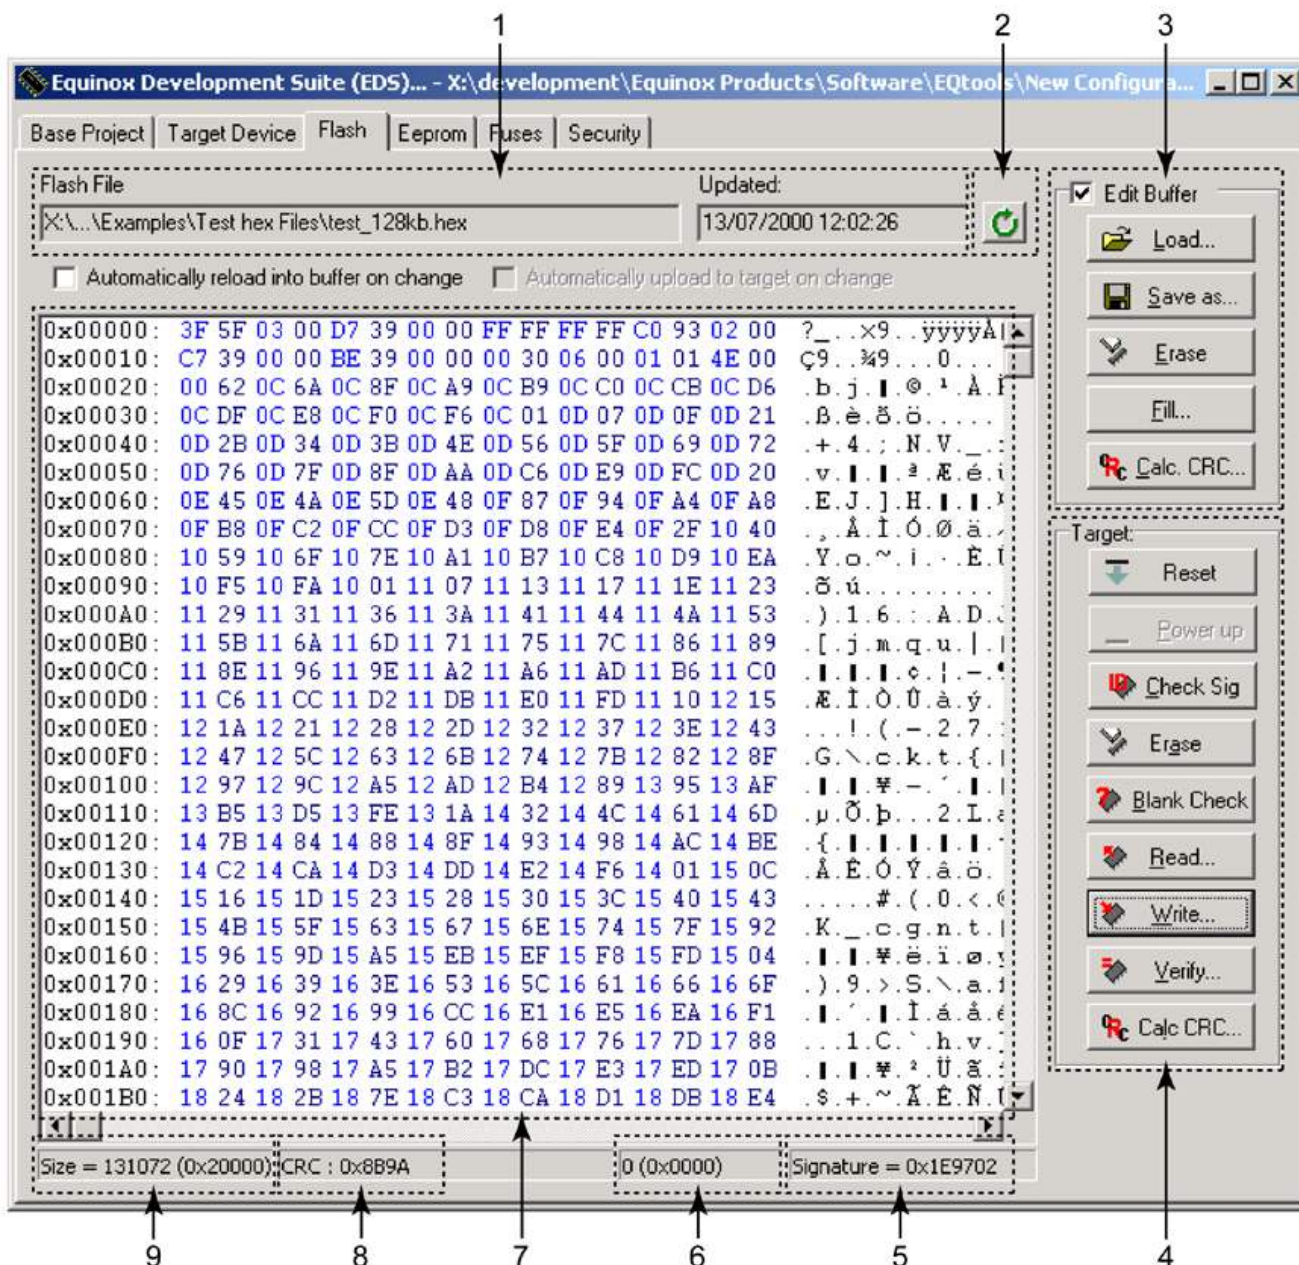 1 2 3
Equinox Development Suite (EDS)... - X:\development\Equinox Products\Software\EQtools\New Configura...
Base Project Target Device Flash Eeprom Fuses Security
Flash File Updated:
X:\...\Examples\Test hex Files\test_128kb.hex 13/07/2000 12:02:26
Automatically reload into buffer on change Automatically upload to target on change
Edit Buffer
Load...
Save as...
Erase
Fill...
Calc. CRC...
Target:
Reset
Power up
Check Sig
Erase
Blank Check
Read...
Write...
Verify...
Calc CRC...
0x00000: 3F 5F 03 00 D7 39 00 00 FF FF FF FF C0 93 02 00 ?_..×9..ÿÿÿÿÀ
0x00010: C7 39 00 00 BE 39 00 00 00 30 06 00 01 01 4E 00 Ç9..¾9...0....
0x00020: 00 62 0C 6A 0C 8F 0C A9 0C B9 0C C0 0C CB 0C D6
0x00030: 0C DF 0C E8 0C F0 0C F6 0C 01 0D 07 0D 0F 0D 21
0x00040: 0D 2B 0D 34 0D 3B 0D 4E 0D 56 0D 5F 0D 69 0D 72
0x00050: 0D 76 0D 7F 0D 8F 0D AA 0D C6 0D E9 0D FC 0D 20
0x00060: 0E 45 0E 4A 0E 5D 0E 48 0F 87 0F 94 0F A4 0F A8
0x00070: 0F B8 0F C2 0F CC 0F D3 0F D8 0F E4 0F 2F 10 40
0x00080: 10 59 10 6F 10 7E 10 A1 10 B7 10 C8 10 D9 10 EA
0x00090: 10 F5 10 FA 10 01 11 07 11 13 11 17 11 1E 11 23
0x000A0: 11 29 11 31 11 36 11 3A 11 41 11 44 11 4A 11 53
0x000B0: 11 5B 11 6A 11 6D 11 71 11 75 11 7C 11 86 11 89
0x000C0: 11 8E 11 96 11 9E 11 A2 11 A6 11 AD 11 B6 11 C0
0x000D0: 11 C6 11 CC 11 D2 11 DB 11 E0 11 FD 11 10 12 15
0x000E0: 12 1A 12 21 12 28 12 2D 12 32 12 37 12 3E 12 43
0x000F0: 12 47 12 5C 12 63 12 6B 12 74 12 7B 12 82 12 8F
0x00100: 12 97 12 9C 12 A5 12 AD 12 B4 12 89 13 95 13 AF
0x00110: 13 B5 13 D5 13 FE 13 1A 14 32 14 4C 14 61 14 6D
0x00120: 14 7B 14 84 14 88 14 8F 14 93 14 98 14 AC 14 BE
0x00130: 14 C2 14 CA 14 D3 14 DD 14 E2 14 F6 14 01 15 0C
0x00140: 15 16 15 1D 15 23 15 28 15 30 15 3C 15 40 15 43
0x00150: 15 4B 15 5F 15 63 15 67 15 6E 15 74 15 7F 15 92
0x00160: 15 96 15 9D 15 A5 15 EB 15 EF 15 F8 15 FD 15 04
0x00170: 16 29 16 39 16 3E 16 53 16 5C 16 61 16 66 16 6F
0x00180: 16 8C 16 92 16 99 16 CC 16 E1 16 E5 16 EA 16 F1
0x00190: 16 0F 17 31 17 43 17 60 17 68 17 76 17 7D 17 88
0x001A0: 17 90 17 98 17 A5 17 B2 17 DC 17 E3 17 ED 17 0B
0x001B0: 18 24 18 2B 18 7E 18 C3 18 CA 18 D1 18 DB 18 E4
Size = 131072 (0x20000) CRC : 0x8B9A 0 (0x0000) Signature = 0x1E9702
9 8 7 6 5 4